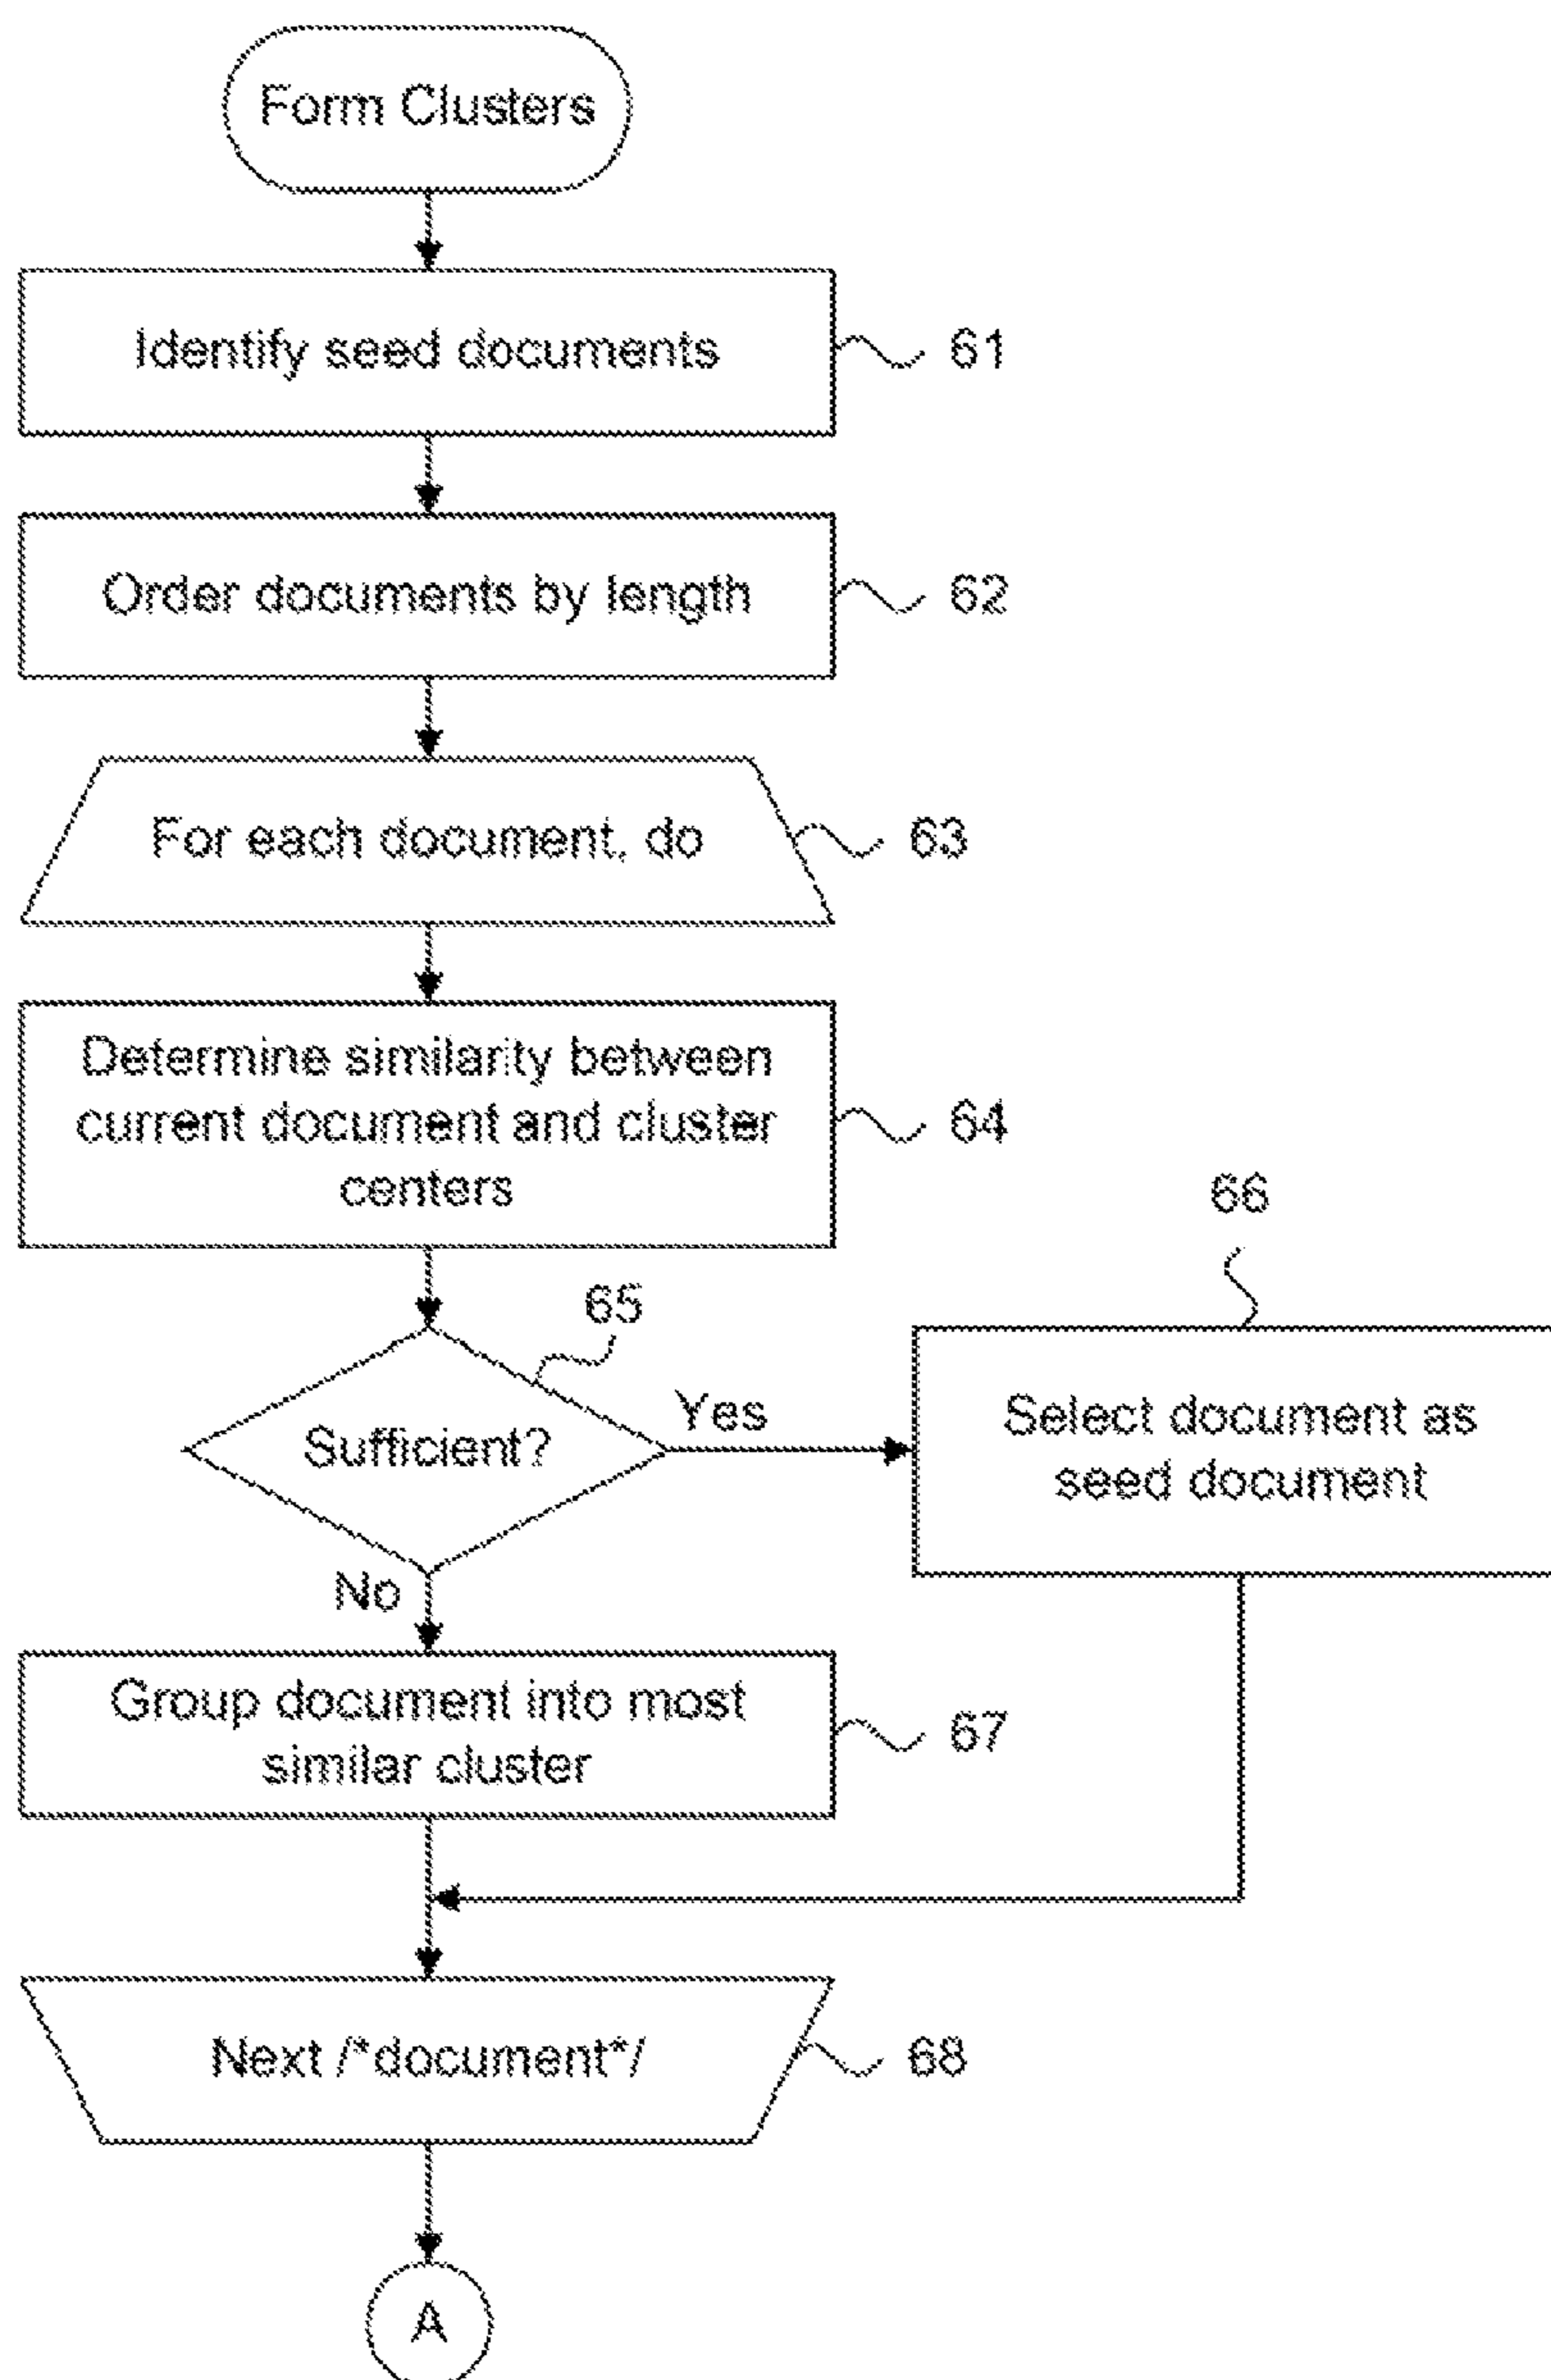 Form Clusters
Identify seed documents
61
Order documents by length
62
For each document, do
63
Determine similarity between
current document and cluster
centers
64
65
Sufficient?
Yes
66
Select document as
seed document
No
Group document into most
similar cluster
67
Next /*document*/
68
A